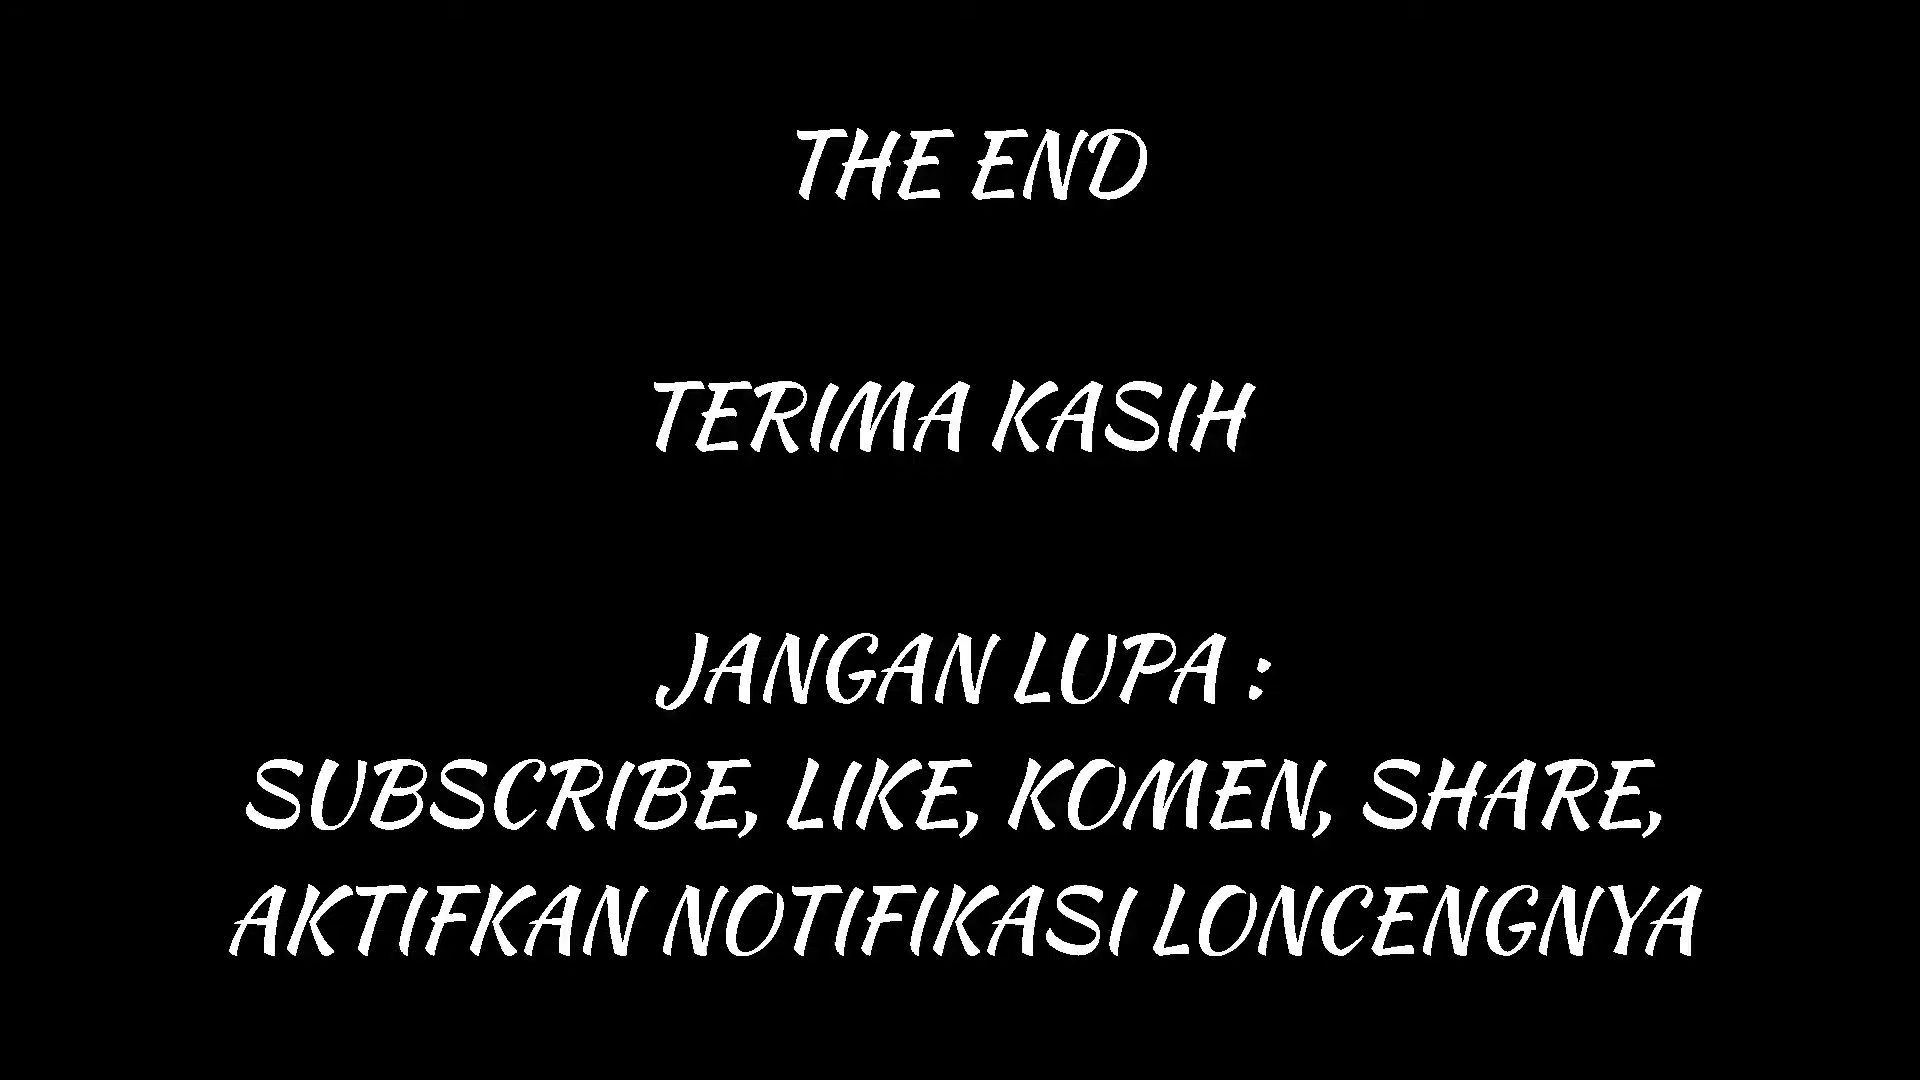 THE END
TERIMA KASIH
JANGAN LUPA :
SUBSCRIBE, LIKE, KOMEN, SHARE,
AKTIFKAN NOTIFIKASI LONCENGNYA